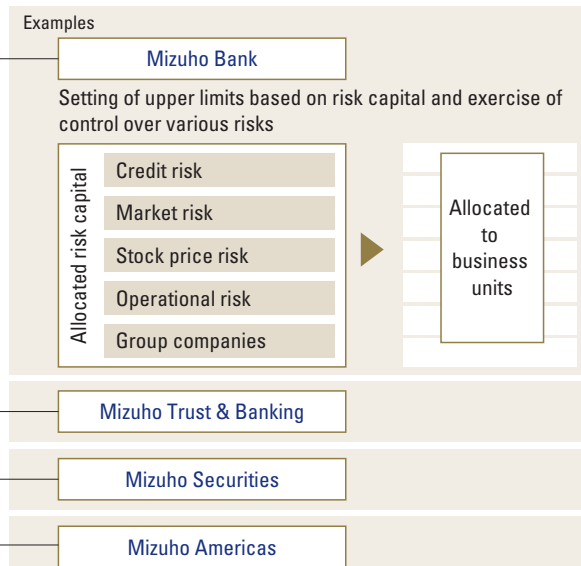 Examples
Mizuho Bank
Setting of upper limits based on risk capital and exercise of
control over various risks
Allocated risk capital
Credit risk
Market risk
Stock price risk
Operational risk
Group companies
Allocated
to
business
units
Mizuho Trust & Banking
Mizuho Securities
Mizuho Americas